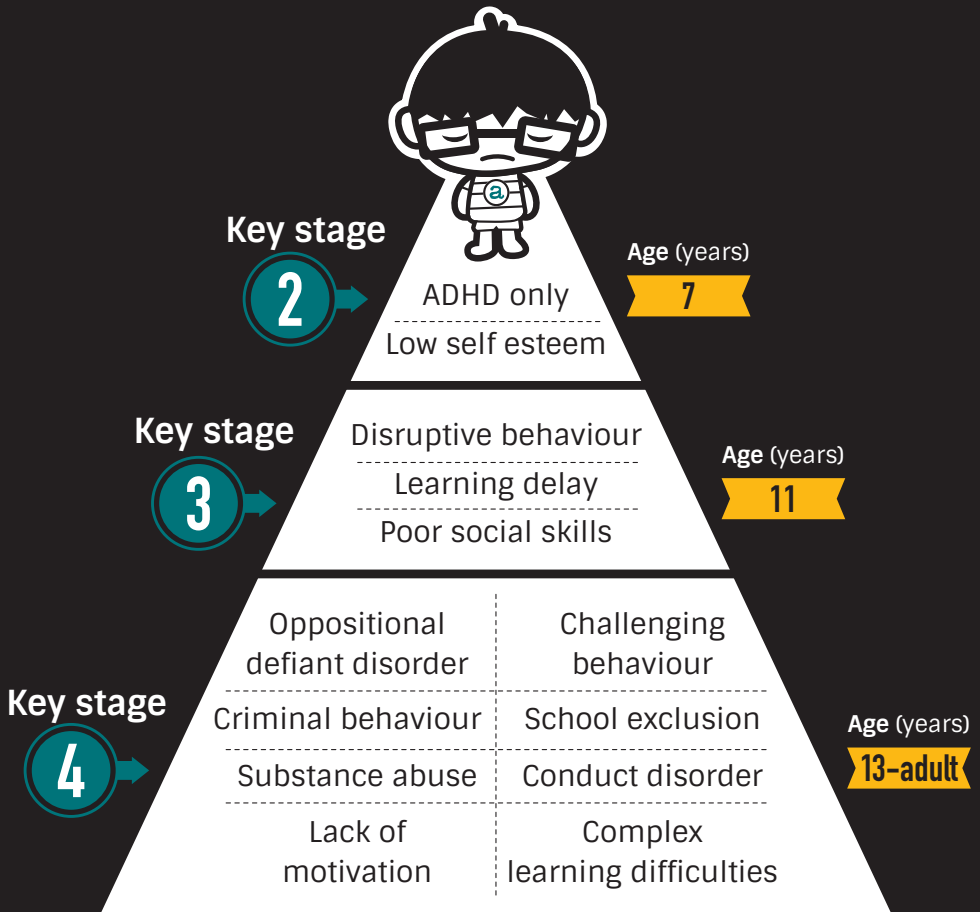 a
Key stage
2
Age (years)
7
ADHD only
Low self esteem
Key stage
3
Disruptive behaviour
Age (years)
11
Learning delay
Poor social skills
Key stage
4
Oppositional
defiant disorder
Challenging
behaviour
Criminal behaviour
School exclusion
Age (years)
13-adult
Substance abuse
Conduct disorder
Lack of
motivation
Complex
learning difficulties